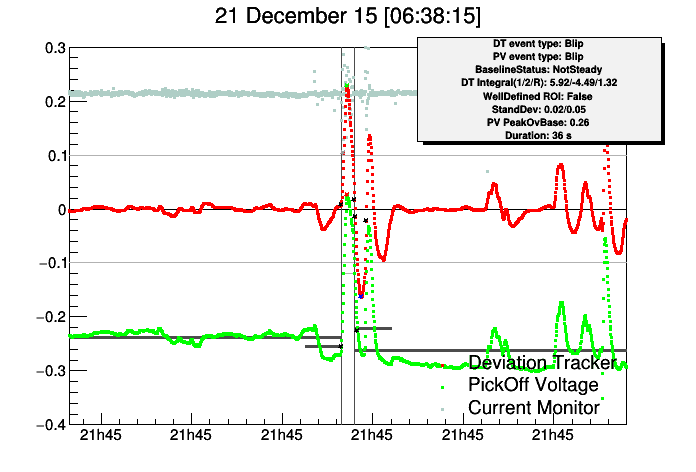 21 December 15 [06:38:15]
DT event type: Blip
PV event type: Blip
BaselineStatus: NotSteady
DT Integral(1/2/R): 5.92/-4.49/1.32
WellDefined ROI: False
StandDev: 0.02/0.05
PV PeakOvBase: 0.26
Duration: 36 s
0.3
0.2
0.1
0
−0.1
−0.2
−0.3
−0.4
Deviation Tracker
PickOff Voltage
Current Monitor
21h45 21h45 21h45 21h45 21h45 21h45